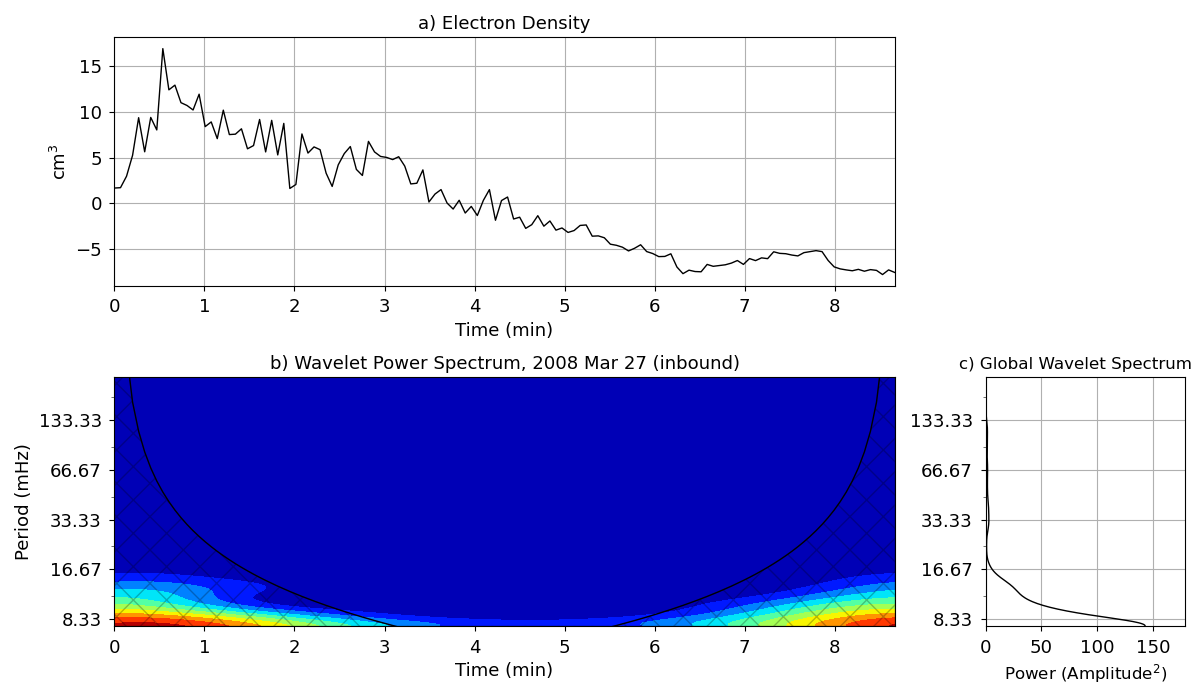 a) Electron Density
15
10
5
0
−5
cm³
0 1 2 3 4 5 6 7 8
Time (min)
b) Wavelet Power Spectrum, 2008 Mar 27 (inbound)
133.33
66.67
33.33
16.67
8.33
Period (mHz)
0 1 2 3 4 5 6 7 8
Time (min)
c) Global Wavelet Spectrum
133.33
66.67
33.33
16.67
8.33
0 50 100 150
Power (Amplitude²)